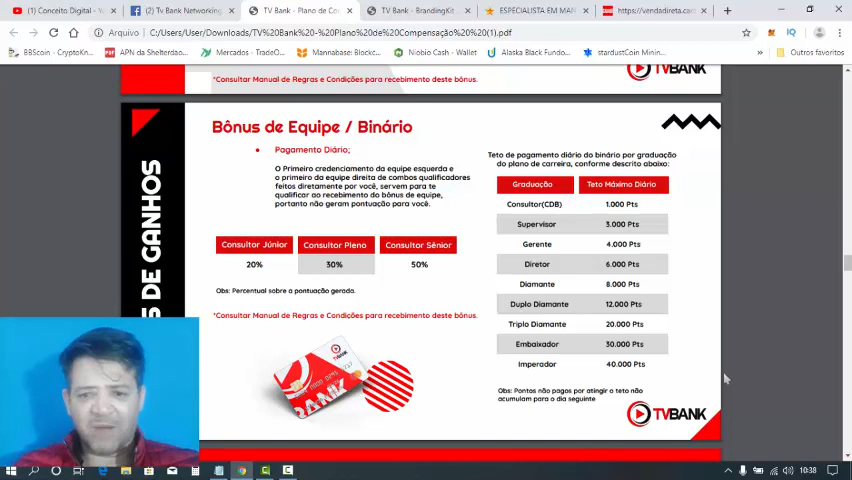 Conceito Digital - W
(2) Tv Bank Networking
TV Bank - Plano de Co
TV Bank - BrandingKit
ESPECIALISTA EM MAR
https://vendadireta.cai
Arquivo
C:/Users/User/Downloads/TV%20Bank%20-%20Plano%20de%20Compensação%20%20(1).pdf
BBScoin - CryptoKn
APN da Shelterdao
Mercados - TradeO
Mannabase: Blockc
Niobio Cash - Wallet
Alaska Black Fundo
stardustCoin Minin
Outros favoritos
*Consultar Manual de Regras e Condições para recebimento deste bônus.
TVBANK
S DE GANHOS
Bônus de Equipe / Binário
• Pagamento Diário;
O Primeiro credenciamento da equipe esquerda e
o primeiro da equipe direita de combos qualificadores
feitos diretamente por você, servem para te
qualificar ao recebimento do bônus de equipe,
portanto não geram pontuação para você.
Consultor Júnior Consultor Pleno Consultor Sênior
20% 30% 50%
Obs: Percentual sobre a pontuação gerada.
*Consultar Manual de Regras e Condições para recebimento deste bônus.
TVBANK
BANK
Teto de pagamento diário do binário por graduação
do plano de carreira, conforme descrito abaixo:
Graduação Teto Máximo Diário
Consultor(CDB) 1.000 Pts
Supervisor 3.000 Pts
Gerente 4.000 Pts
Diretor 6.000 Pts
Diamante 8.000 Pts
Duplo Diamante 12.000 Pts
Triplo Diamante 20.000 Pts
Embaixador 30.000 Pts
Imperador 40.000 Pts
Obs: Pontos não pagos por atingir o teto não
acumulam para o dia seguinte
TVBANK
10:38